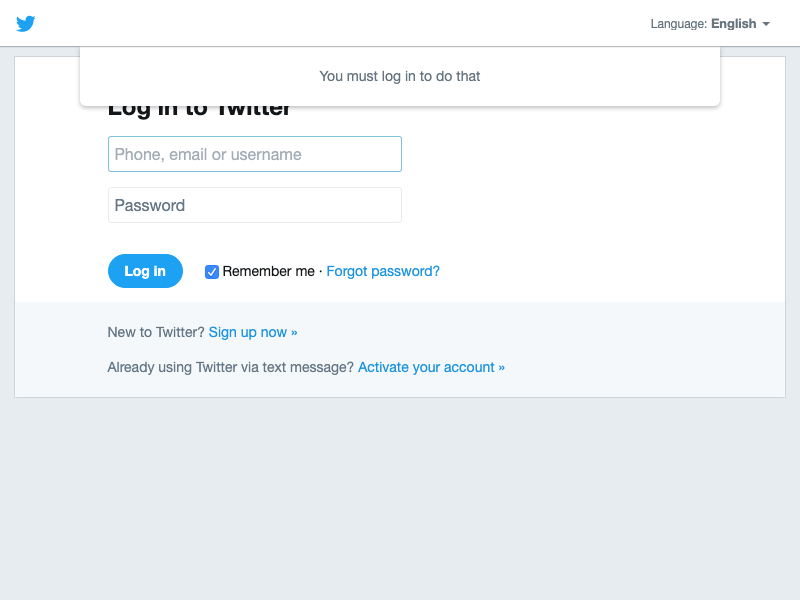 Language: English
You must log in to do that
Log in to Twitter
Phone, email or username
Password
Log in
Remember me · Forgot password?
New to Twitter? Sign up now »
Already using Twitter via text message? Activate your account »